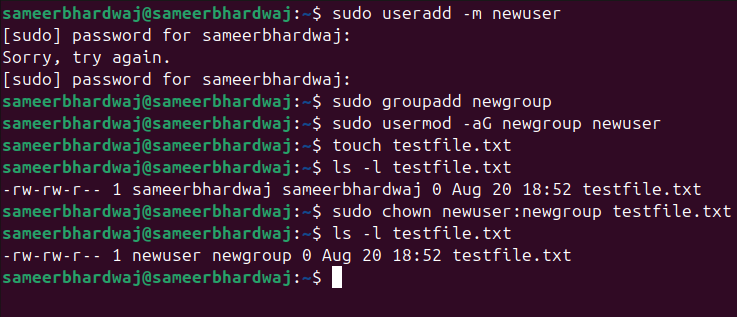 sameerbhardwaj@sameerbhardwaj:~$ sudo useradd -m newuser
[sudo] password for sameerbhardwaj:
Sorry, try again.
[sudo] password for sameerbhardwaj:
sameerbhardwaj@sameerbhardwaj:~$ sudo groupadd newgroup
sameerbhardwaj@sameerbhardwaj:~$ sudo usermod -aG newgroup newuser
sameerbhardwaj@sameerbhardwaj:~$ touch testfile.txt
sameerbhardwaj@sameerbhardwaj:~$ ls -l testfile.txt
-rw-rw-r-- 1 sameerbhardwaj sameerbhardwaj 0 Aug 20 18:52 testfile.txt
sameerbhardwaj@sameerbhardwaj:~$ sudo chown newuser:newgroup testfile.txt
sameerbhardwaj@sameerbhardwaj:~$ ls -l testfile.txt
-rw-rw-r-- 1 newuser newgroup 0 Aug 20 18:52 testfile.txt
sameerbhardwaj@sameerbhardwaj:~$